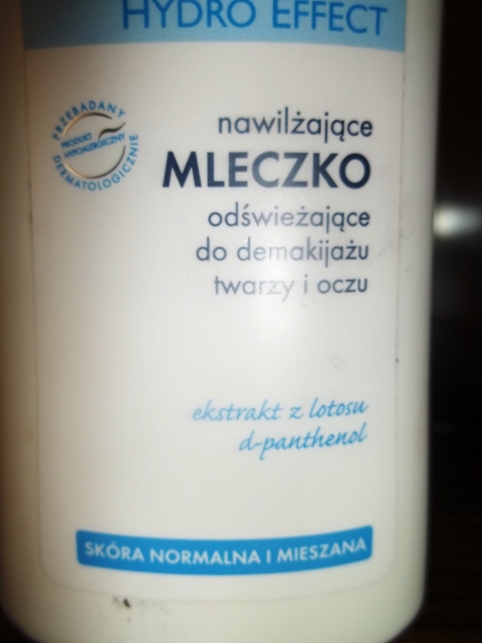 HYDRO EFFECT
PRZEBADANY
DERMATOLOGICZNIE
PRODUKT
HYPOALERGICZNY
nawilżające
MLECZKO
odświeżające
do demakijażu
twarzy i oczu
ekstrakt z lotosu
d-panthenol
SKÓRA NORMALNA I MIESZANA